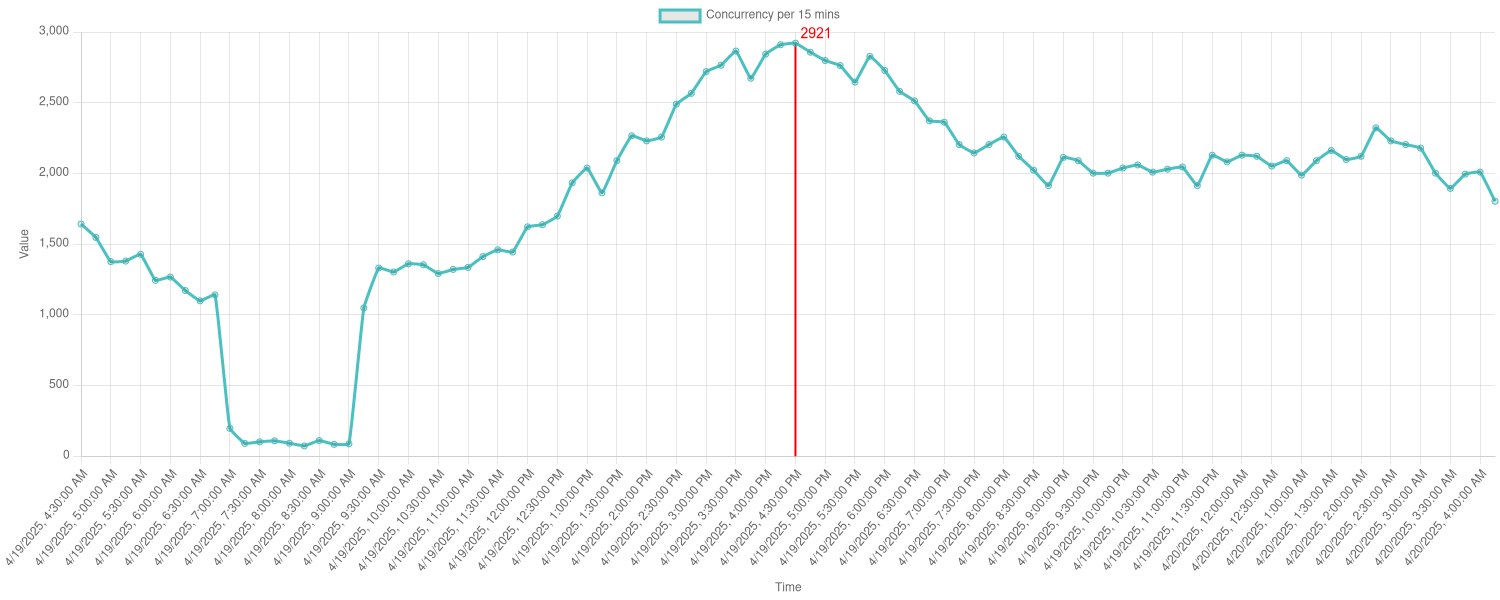 Concurrency per 15 mins
2921
3,000
2,500
2,000
1,500
1,000
500
0
Value
4/19/2025, 4:30:00 AM
4/19/2025, 5:00:00 AM
4/19/2025, 5:30:00 AM
4/19/2025, 6:00:00 AM
4/19/2025, 6:30:00 AM
4/19/2025, 7:00:00 AM
4/19/2025, 7:30:00 AM
4/19/2025, 8:00:00 AM
4/19/2025, 8:30:00 AM
4/19/2025, 9:00:00 AM
4/19/2025, 9:30:00 AM
4/19/2025, 10:00:00 AM
4/19/2025, 10:30:00 AM
4/19/2025, 11:00:00 AM
4/19/2025, 11:30:00 AM
4/19/2025, 12:00:00 PM
4/19/2025, 12:30:00 PM
4/19/2025, 1:00:00 PM
4/19/2025, 1:30:00 PM
4/19/2025, 2:00:00 PM
4/19/2025, 2:30:00 PM
4/19/2025, 3:00:00 PM
4/19/2025, 3:30:00 PM
4/19/2025, 4:00:00 PM
4/19/2025, 4:30:00 PM
4/19/2025, 5:00:00 PM
4/19/2025, 5:30:00 PM
4/19/2025, 6:00:00 PM
4/19/2025, 6:30:00 PM
4/19/2025, 7:00:00 PM
4/19/2025, 7:30:00 PM
4/19/2025, 8:00:00 PM
4/19/2025, 8:30:00 PM
4/19/2025, 9:00:00 PM
4/19/2025, 9:30:00 PM
4/19/2025, 10:00:00 PM
4/19/2025, 10:30:00 PM
4/19/2025, 11:00:00 PM
4/19/2025, 11:30:00 PM
4/20/2025, 12:00:00 AM
4/20/2025, 12:30:00 AM
4/20/2025, 1:00:00 AM
4/20/2025, 1:30:00 AM
4/20/2025, 2:00:00 AM
4/20/2025, 2:30:00 AM
4/20/2025, 3:00:00 AM
4/20/2025, 3:30:00 AM
4/20/2025, 4:00:00 AM
Time